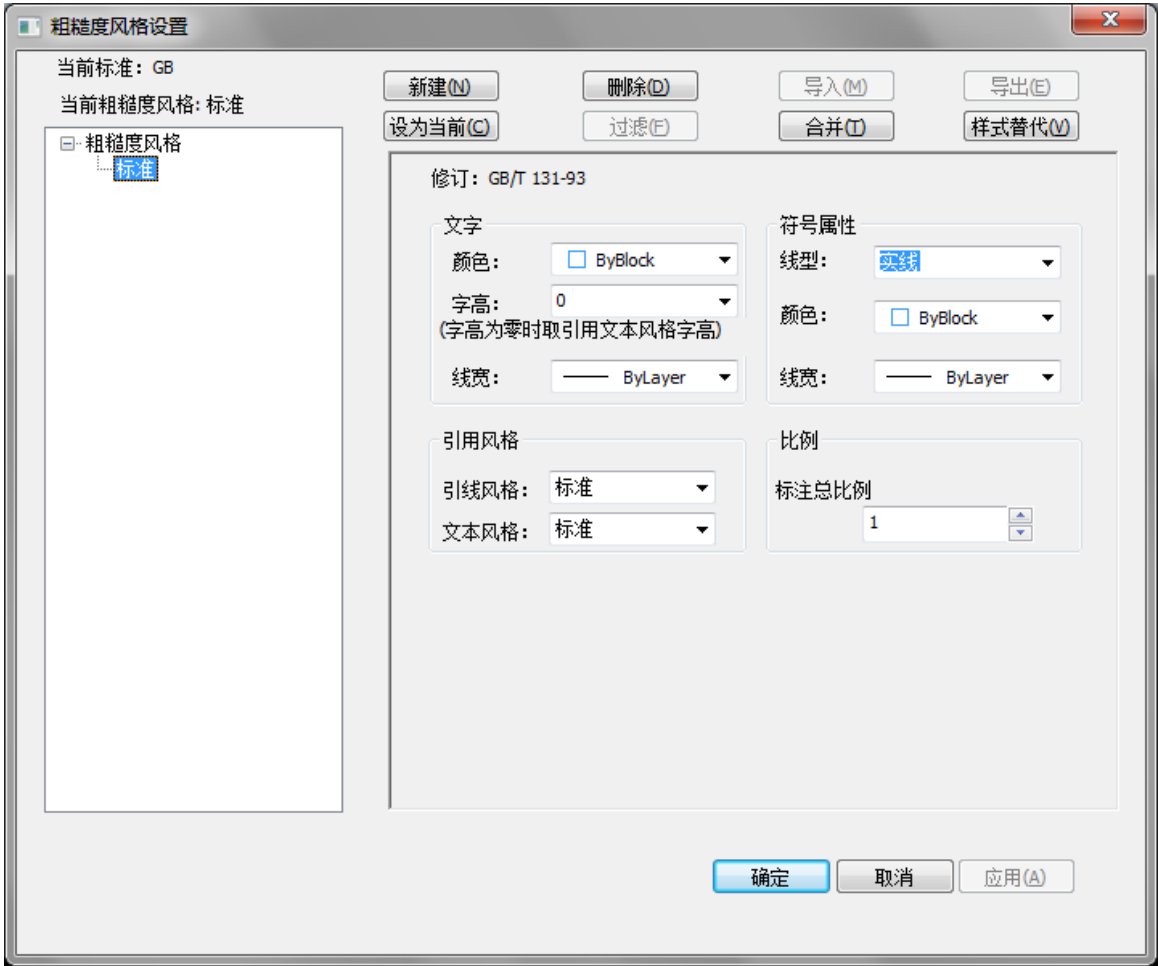 粗糙度风格设置
当前标准: GB
当前粗糙度风格: 标准
新建(N) 删除(D) 导入(M) 导出(E)
设为当前(C) 过滤(F) 合并(T) 样式替代(V)
粗糙度风格
标准
修订: GB/T 131-93
文字
颜色: ByBlock
字高: 0
(字高为零时取引用文本风格字高)
线宽: ByLayer
符号属性
线型: 实线
颜色: ByBlock
线宽: ByLayer
引用风格
引线风格: 标准
文本风格: 标准
比例
标注总比例
1
确定 取消 应用(A)